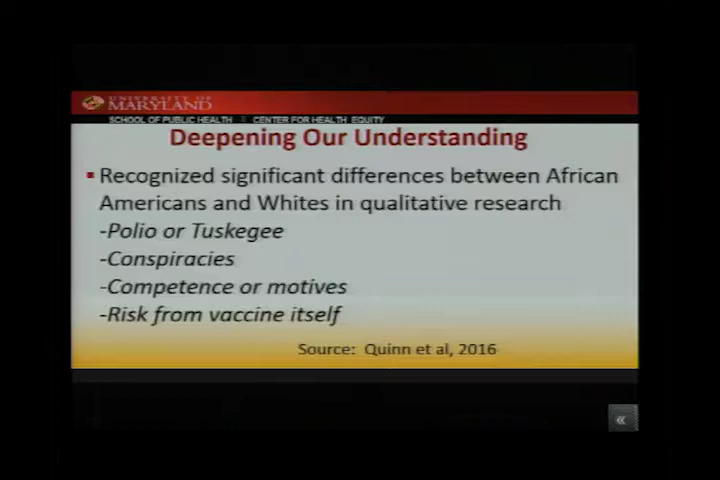 UNIVERSITY OF
MARYLAND
SCHOOL OF PUBLIC HEALTH CENTER FOR HEALTH EQUITY
Deepening Our Understanding
Recognized significant differences between African
Americans and Whites in qualitative research
-Polio or Tuskegee
-Conspiracies
-Competence or motives
-Risk from vaccine itself
Source: Quinn et al, 2016
«